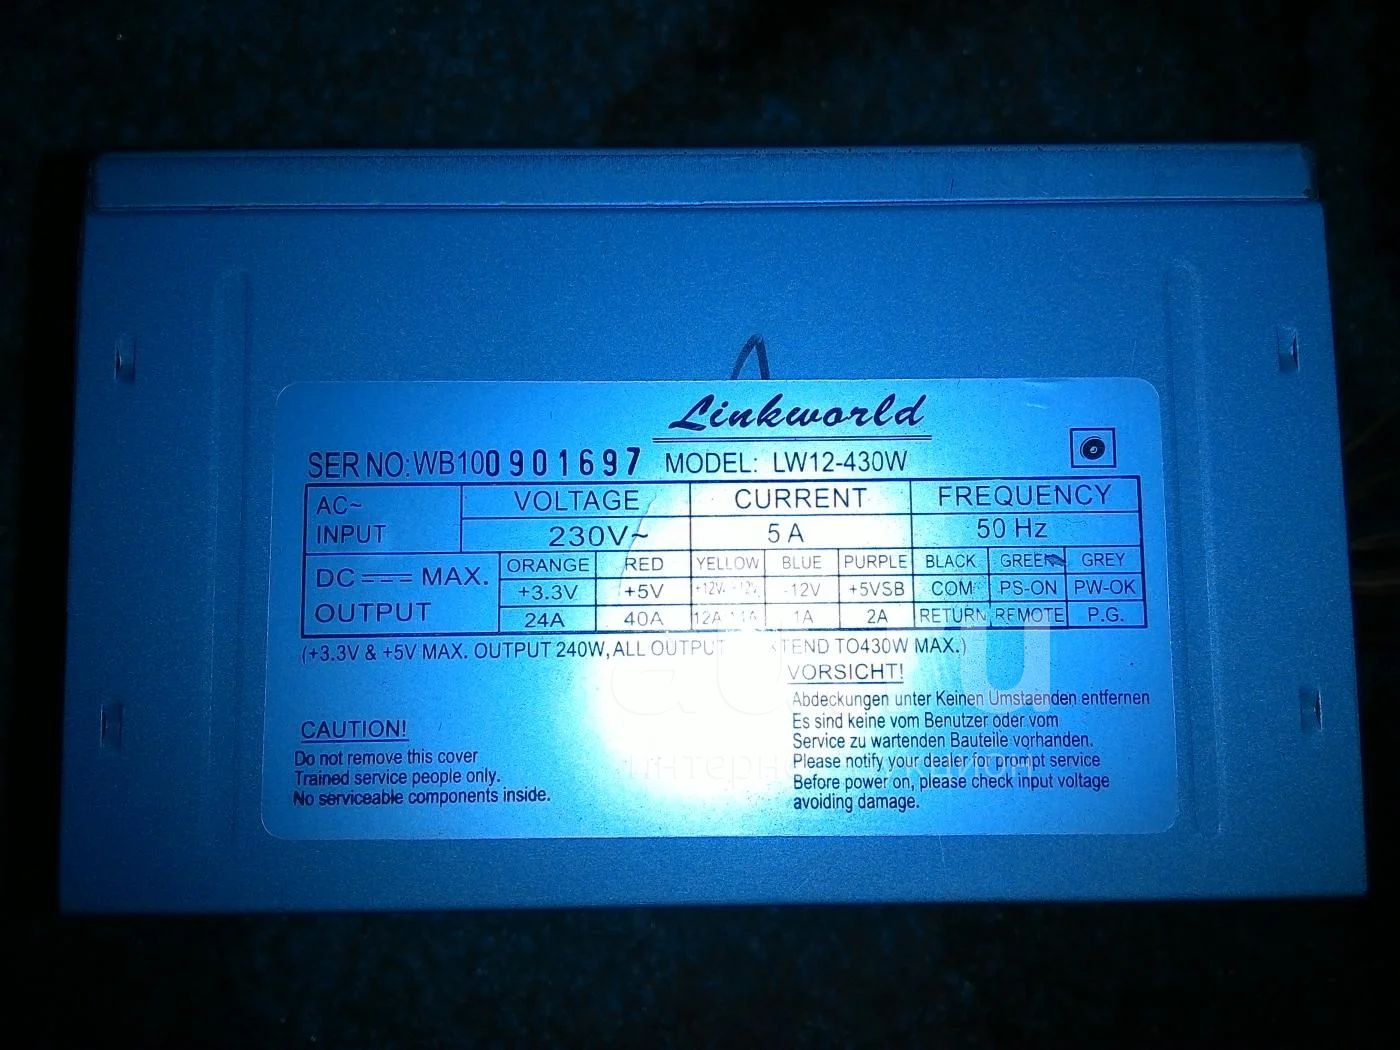 Linkworld
SER NO: WB100901697 MODEL: LW12-430W
AC~ INPUT VOLTAGE CURRENT FREQUENCY
230V~ 5 A 50 Hz
DC MAX. OUTPUT ORANGE RED YELLOW BLUE PURPLE BLACK GREEN GREY
+3.3V +5V +12V +12V -12V +5VSB COM PS-ON PW-OK
24A 40A 12A 1A 2A RETURN REMOTE P.G.
(+3.3V & +5V MAX. OUTPUT 240W, ALL OUTPUT TO430W MAX.)
CAUTION!
Do not remove this cover
Trained service people only.
No serviceable components inside.
VORSICHT!
Abdeckungen unter Keinen Umstaenden entfernen
Es sind keine vom Benutzer oder vom
Service zu wartenden Bauteile vorhanden.
Please notify your dealer for prompt service
Before power on, please check input voltage
avoiding damage.